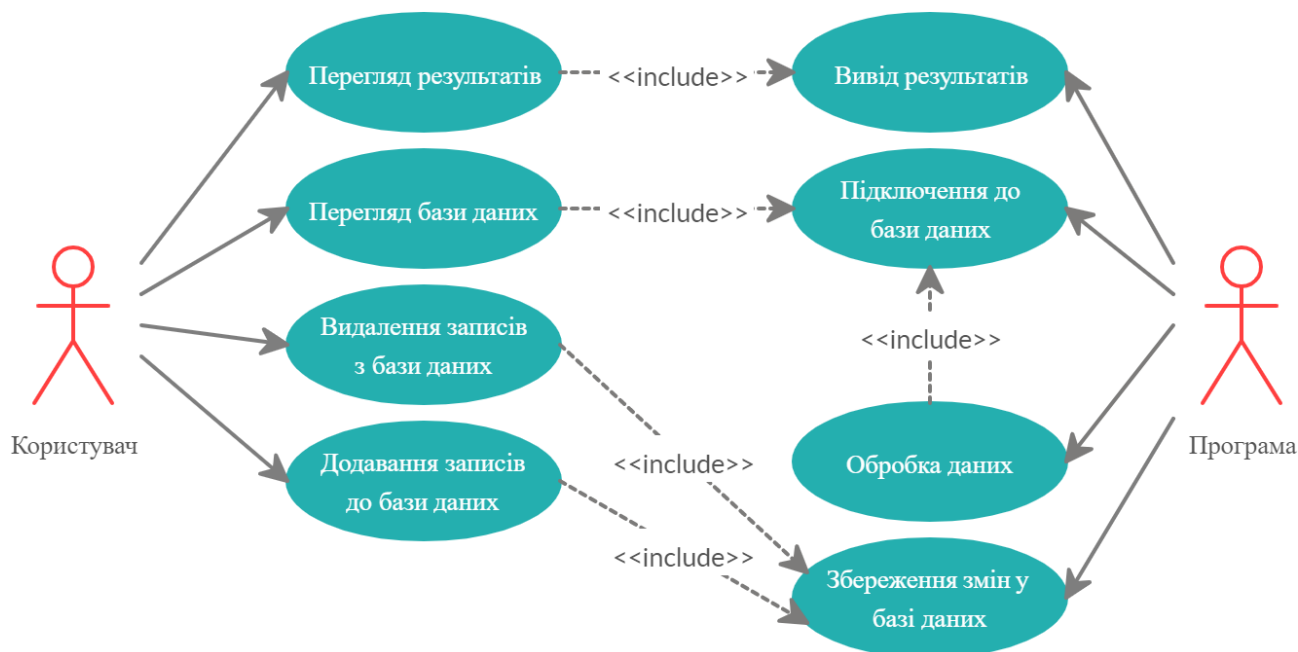 Перегляд результатів
<<include>>
Вивід результатів
Перегляд бази даних
<<include>>
Підключення до
бази даних
Видалення записів
з бази даних
<<include>>
Користувач
Додавання записів
до бази даних
<<include>>
Обробка даних
Програма
<<include>>
Збереження змін у
базі даних